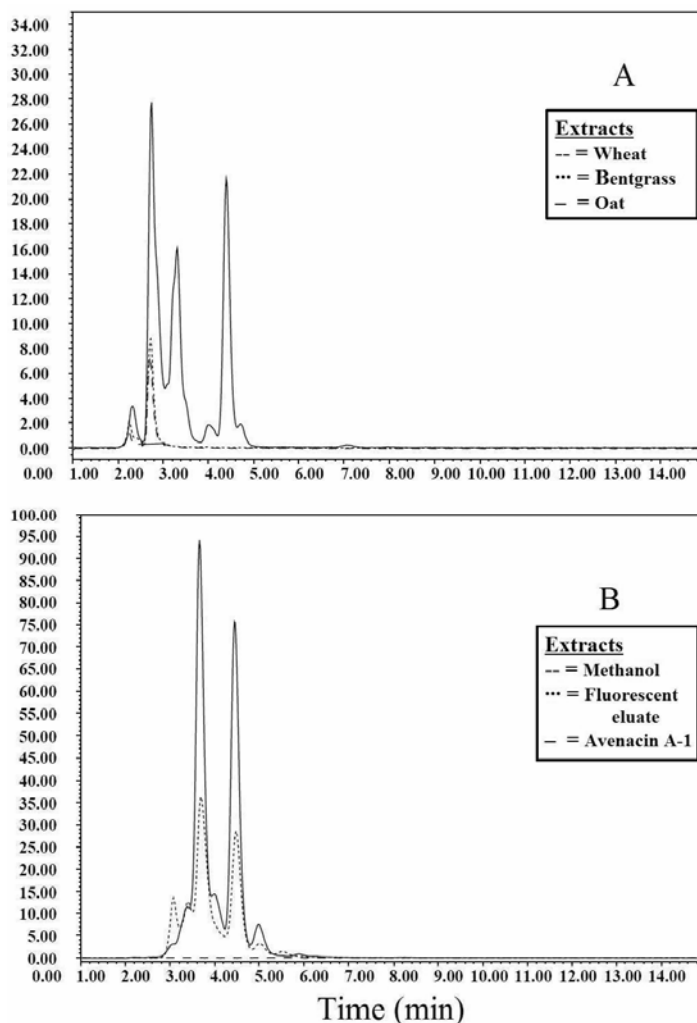 34.00
32.00
30.00
28.00
26.00
24.00
22.00
20.00
18.00
16.00
14.00
12.00
10.00
8.00
6.00
4.00
2.00
0.00
0.00
A
Extracts
-- = Wheat
••• = Bentgrass
— = Oat
1.00 2.00 3.00 4.00 5.00 6.00 7.00 8.00 9.00 10.00 11.00 12.00 13.00 14.00
100.00
95.00
90.00
85.00
80.00
75.00
70.00
65.00
60.00
55.00
50.00
45.00
40.00
35.00
30.00
25.00
20.00
15.00
10.00
5.00
0.00
0.00
B
Extracts
-- = Methanol
••• = Fluorescent
eluate
— = Avenacin A-1
1.00 2.00 3.00 4.00 5.00 6.00 7.00 8.00 9.00 10.00 11.00 12.00 13.00 14.00
Time (min)